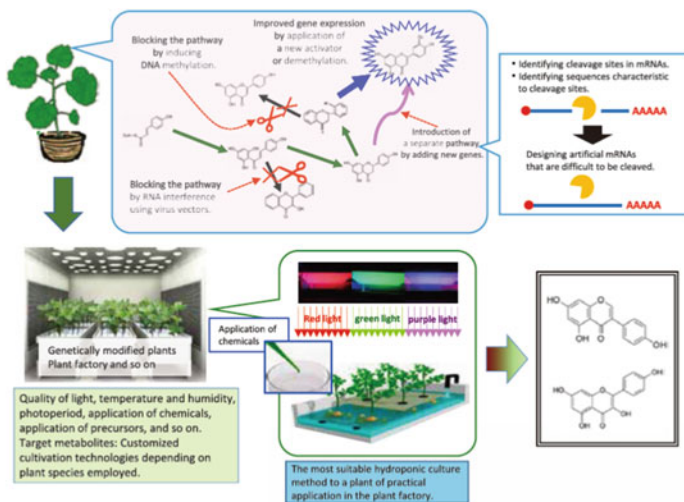 Blocking the pathway
by inducing
DNA methylation.
Improved gene expression
by application of
a new activator
or demethylation.
Introduction of
a separate pathway
by adding new genes.
Blocking the pathway
by RNA interference
using virus vectors.
• Identifying cleavage sites in mRNAs.
• Identifying sequences characteristic
to cleavage sites.
AAAAA
Designing artificial mRNAs
that are difficult to be cleaved.
AAAAA
Genetically modified plants
Plant factory and so on
Quality of light, temperature and humidity,
photoperiod, application of chemicals,
application of precursors, and so on.
Target metabolites: Customized
cultivation technologies depending on
plant species employed.
Red light
green light
purple light
Application of
chemicals
The most suitable hydroponic culture
method to a plant of practical
application in the plant factory.
HO
O
OH
O
OH
OH
HO
O
OH
OH
O